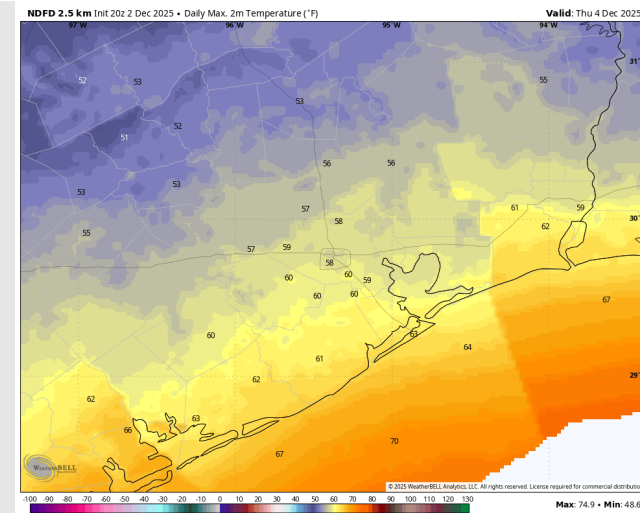 NDFD 2.5 km Init 20z 2 Dec 2025 • Daily Max. 2m Temperature (°F)
Valid: Thu 4 Dec 2025
97°W 96°W 95°W 94°W
31°
52 53 55
53
51 52
56 56
53 53
57 61 59
58 62 30°
55
57 59
58
60 60 59
60 60 67
63
60 64
61
62 29°
62
63
66
70
67
WEATHERBELL
© 2025 WeatherBELL Analytics, LLC. All rights reserved. License required for commercial distributio
-100 -90 -80 -70 -60 -50 -40 -30 -20 -10 0 10 20 30 40 50 60 70 80 90 100 110 120 130
Max: 74.9 • Min: 48.6